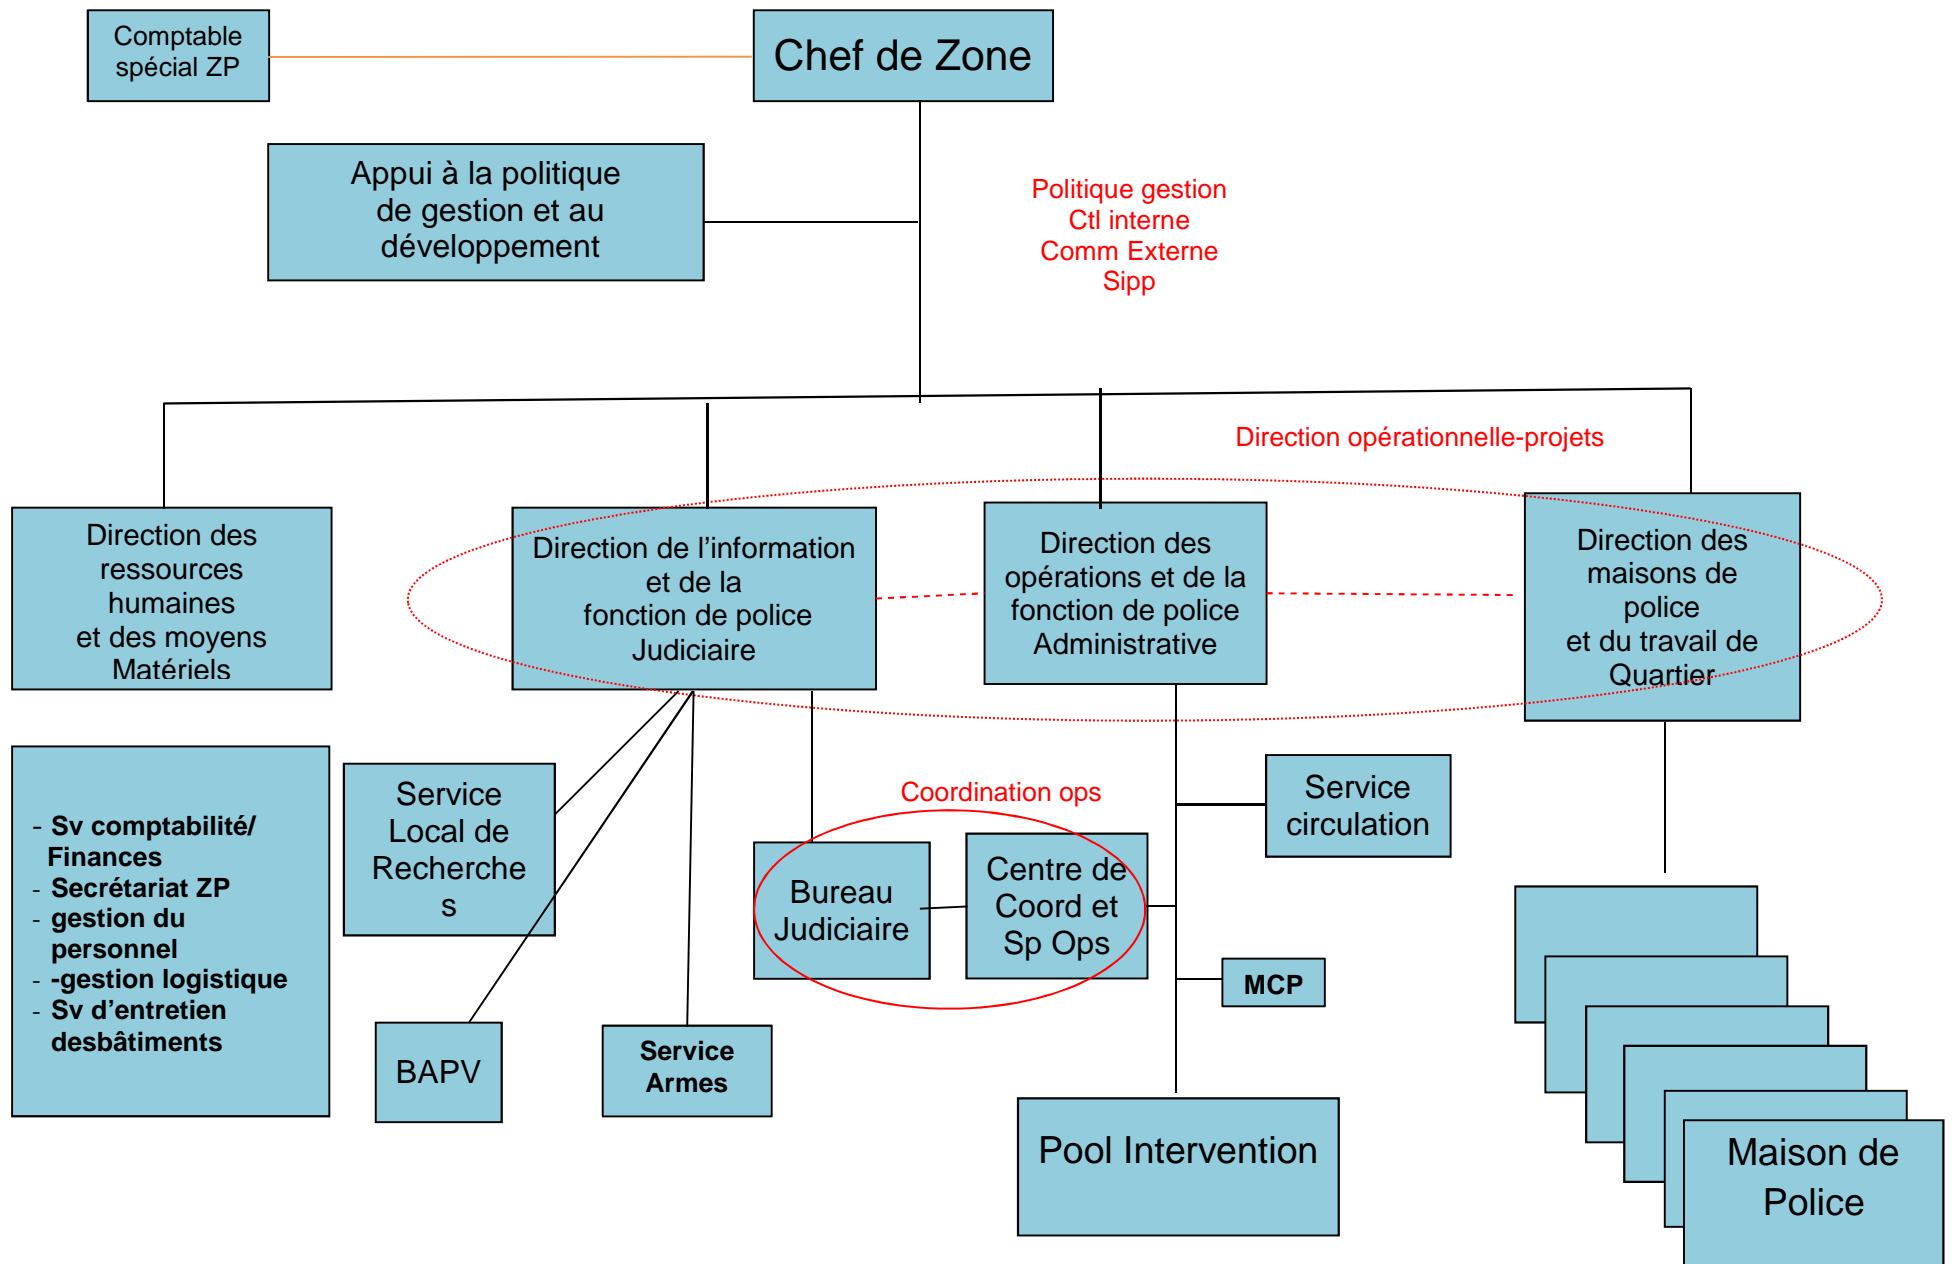 Comptable
spécial ZP
Chef de Zone
Appui à la politique
de gestion et au
développement
Politique gestion
Ctl interne
Comm Externe
Sipp
Direction opérationnelle-projets
Direction des
ressources
humaines
et des moyens
Matériels
Direction de l'information
et de la
fonction de police
Judiciaire
Direction des
opérations et de la
fonction de police
Administrative
Direction des
maisons de
police
et du travail de
Quartier
- Sv comptabilité/
Finances
- Secrétariat ZP
- gestion du
personnel
- -gestion logistique
- Sv d'entretien
desbâtiments
Service
Local de
Recherche
s
Coordination ops
Bureau
Judiciaire
Centre de
Coord et
Sp Ops
Service
circulation
MCP
BAPV
Service
Armes
Pool Intervention
Maison de
Police